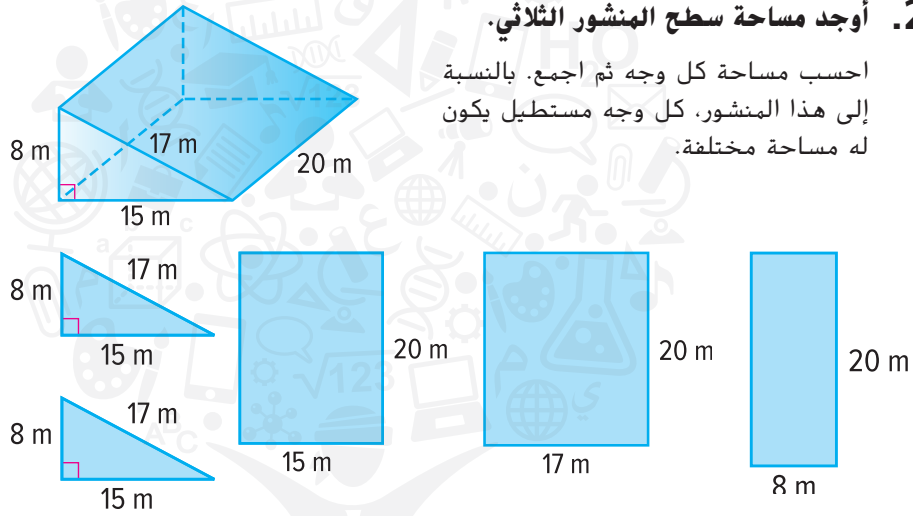 2. أوجد مساحة سطح المنشور الثلاثي.
احسب مساحة كل وجه ثم اجمع. بالنسبة
إلى هذا المنشور، كل وجه مستطيل يكون
له مساحة مختلفة.
8 m
17 m
20 m
15 m
8 m
17 m
15 m
8 m
17 m
15 m
20 m
15 m
20 m
17 m
20 m
8 m